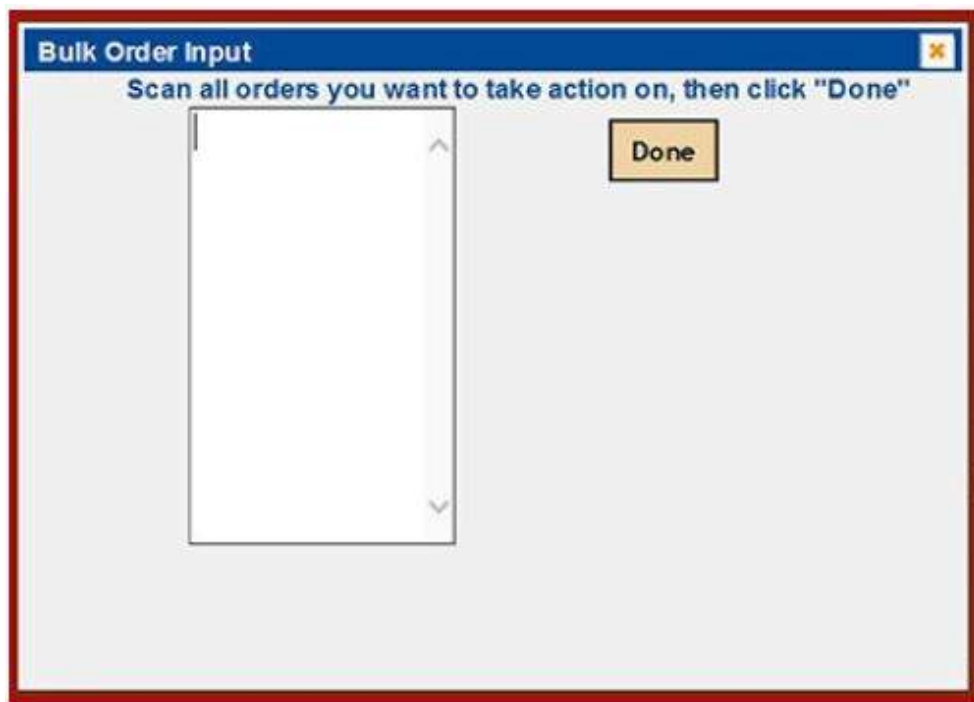 Bulk Order Input
Scan all orders you want to take action on, then click "Done"
Done